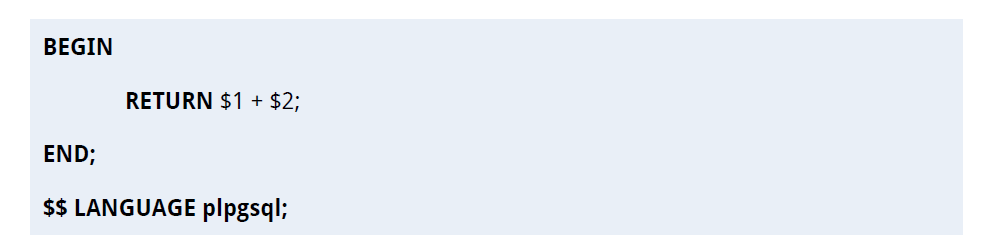 BEGIN
RETURN $1 + $2;
END;
$$ LANGUAGE plpgsql;